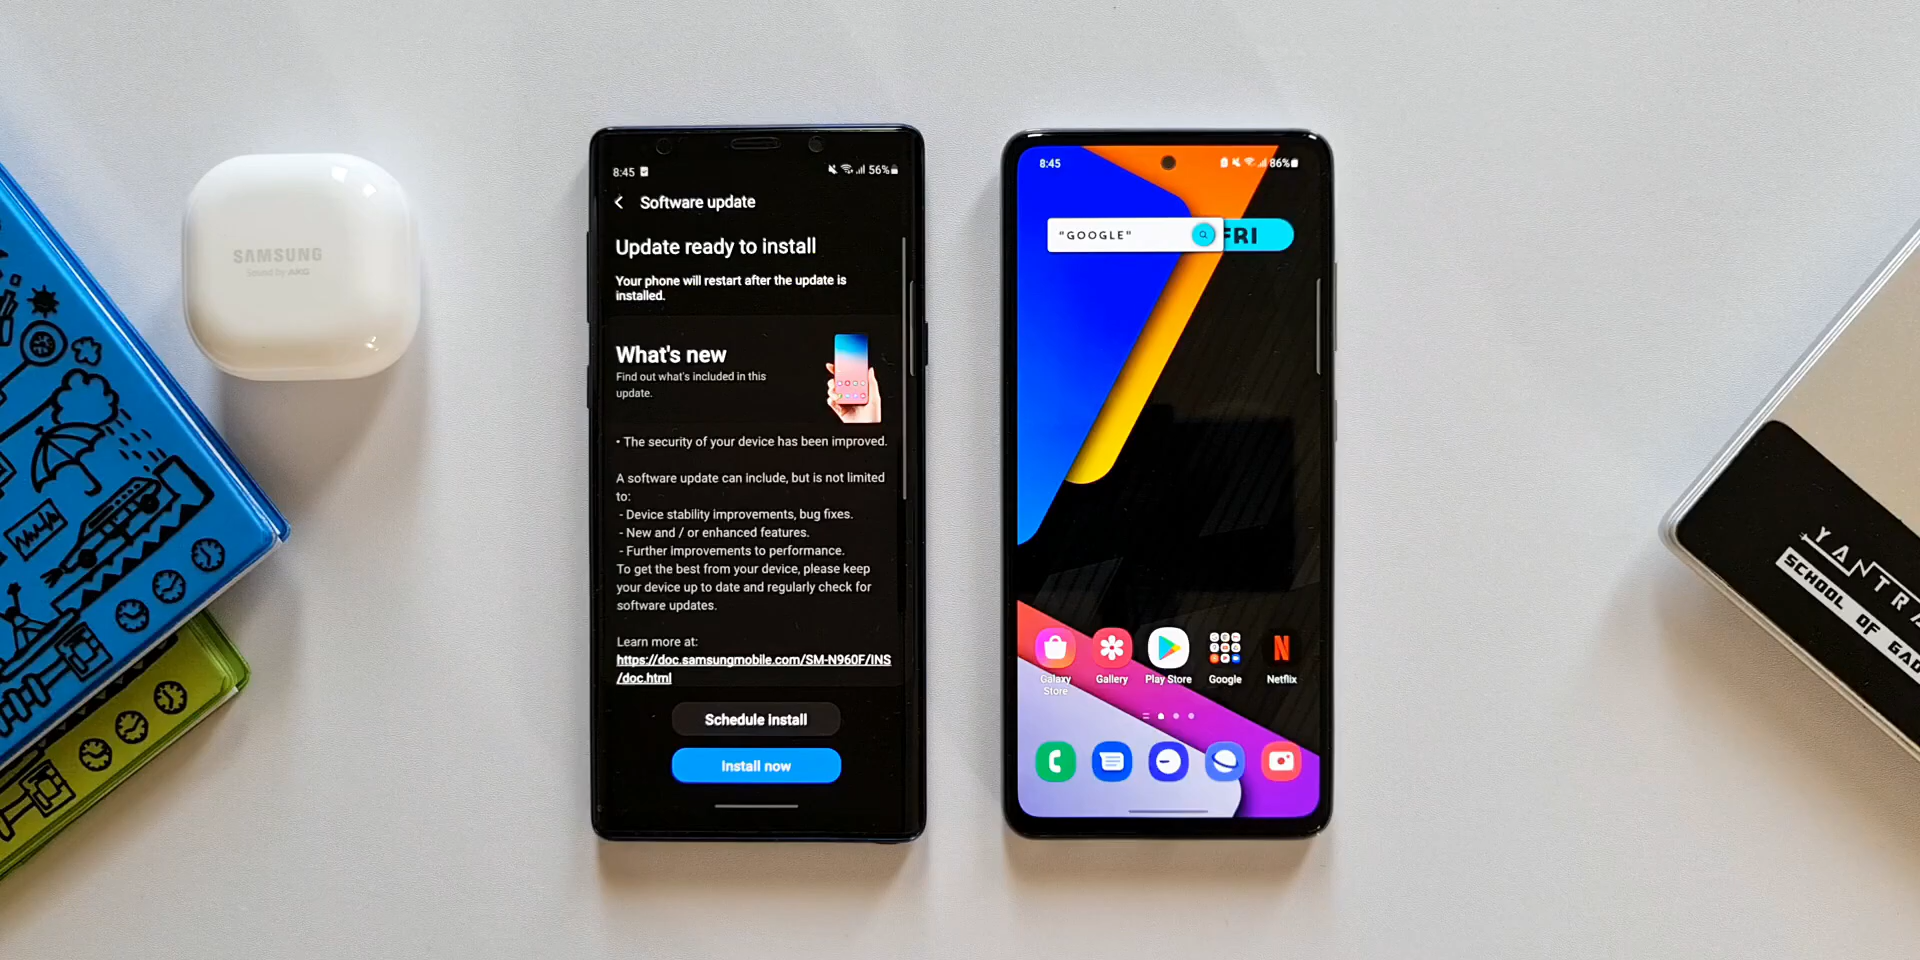 SAMSUNG
Sound by AKG
8:45
56%
Software update
Update ready to install
Your phone will restart after the update is
installed.
What's new
Find out what's included in this
update.
• The security of your device has been improved.
A software update can include, but is not limited
to:
- Device stability improvements, bug fixes.
- New and / or enhanced features.
- Further improvements to performance.
To get the best from your device, please keep
your device up to date and regularly check for
software updates.
Learn more at:
https://doc.samsungmobile.com/SM-N960F/INS
/doc.html
Schedule install
Install now
8:45
86%
"GOOGLE"
FRI
Galaxy
Store
Gallery
Play Store
Google
Netflix
N
YANTRA
SCHOOL OF GAD